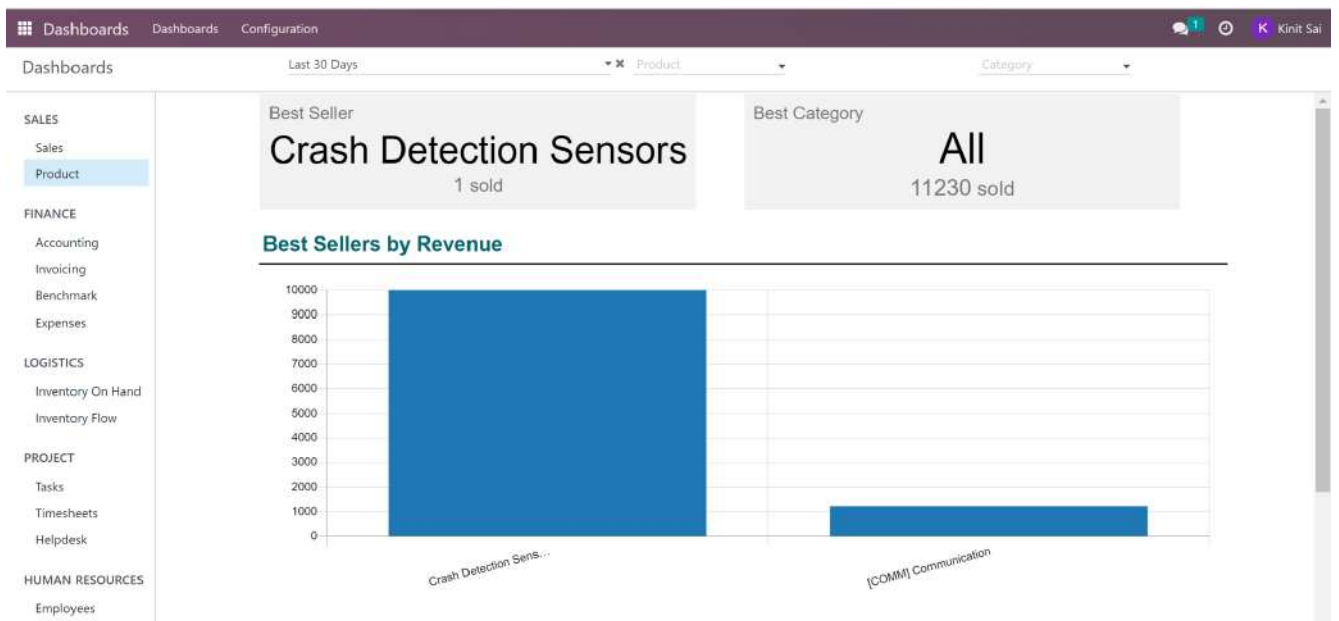 Dashboards Dashboards Configuration 1 K Kinit Sai
Dashboards Last 30 Days Product Category
SALES
Sales
Product
FINANCE
Accounting
Invoicing
Benchmark
Expenses
LOGISTICS
Inventory On Hand
Inventory Flow
PROJECT
Tasks
Timesheets
Helpdesk
HUMAN RESOURCES
Employees
Best Seller
Crash Detection Sensors
1 sold
Best Category
All
11230 sold
Best Sellers by Revenue
10000
9000
8000
7000
6000
5000
4000
3000
2000
1000
0
Crash Detection Sens...
[COMM] Communication